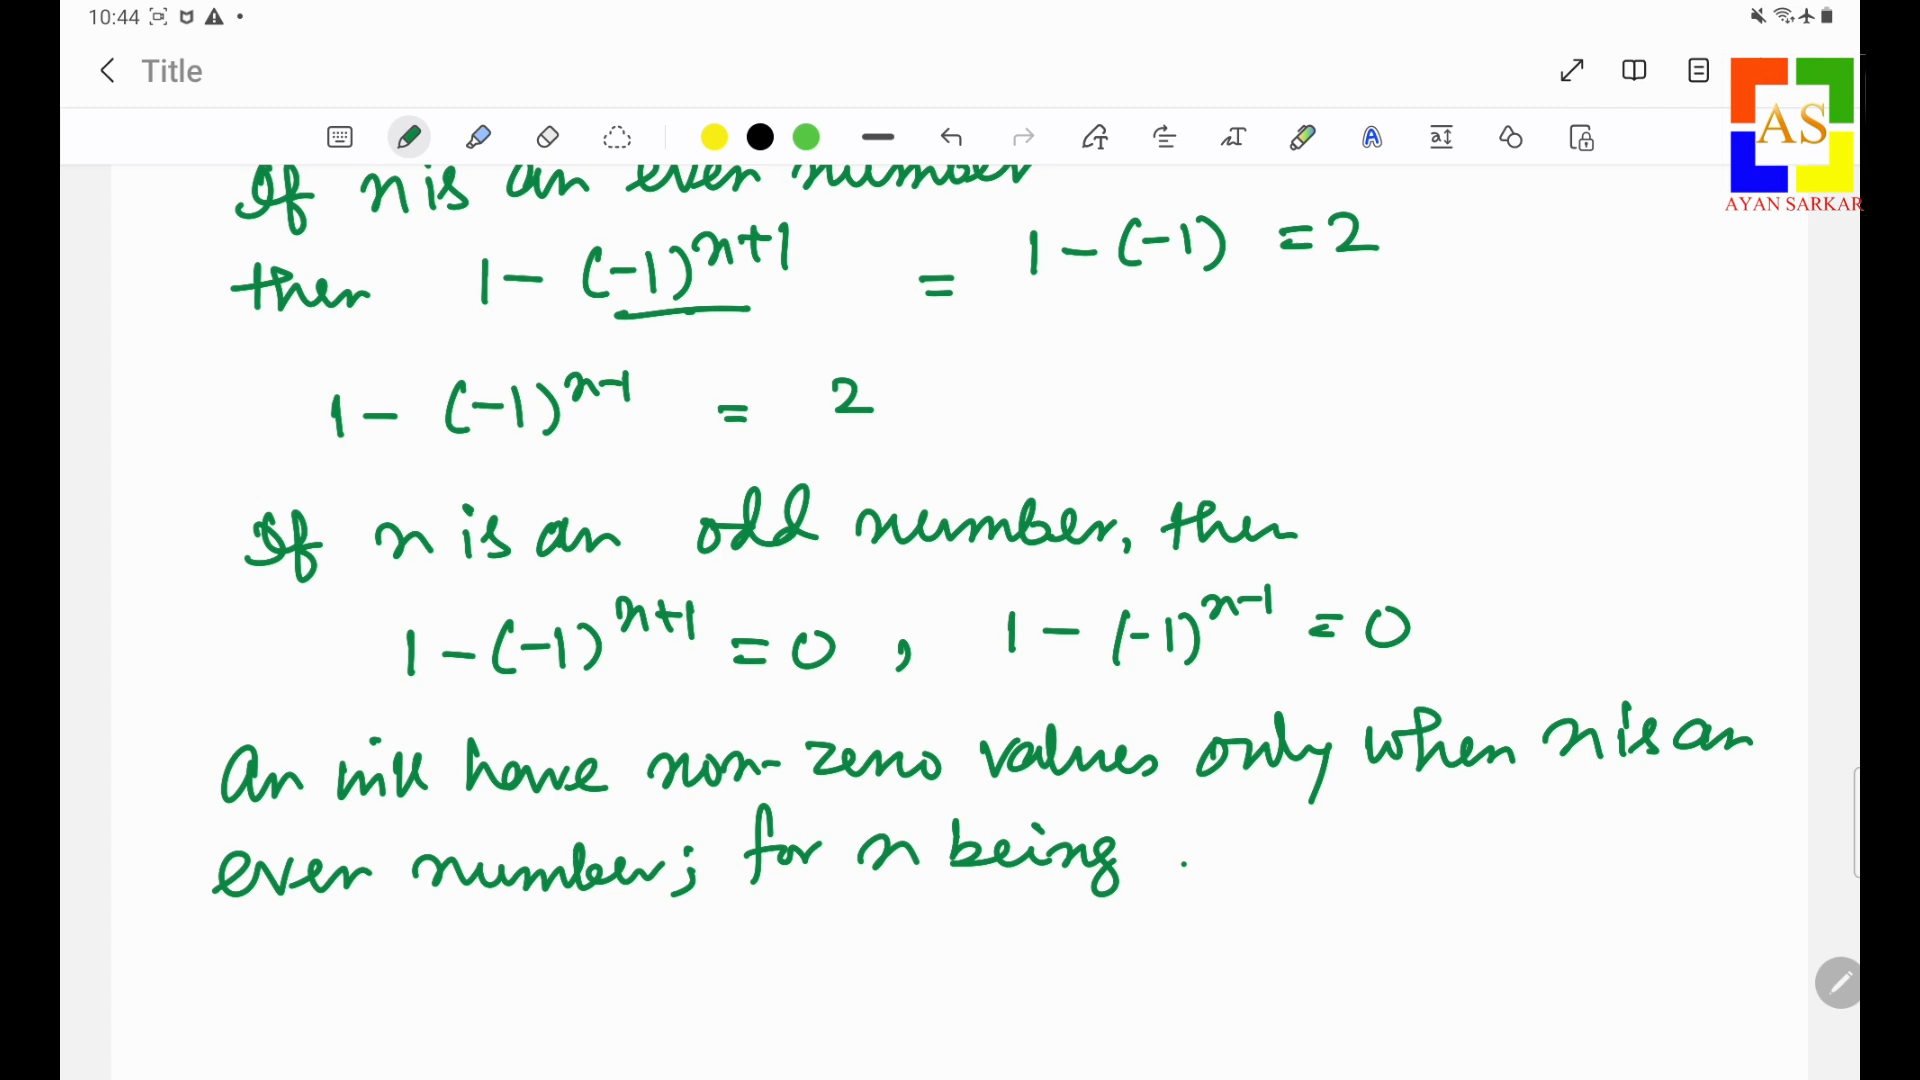 10:44
Title
AS
AYAN SARKAR
If n is an even number
then 1 - (-1)^{n+1} = 1 - (-1) = 2
1 - (-1)^{n-1} = 2
If n is an odd number, then
1 - (-1)^{n+1} = 0 , 1 - (-1)^{n-1} = 0
an will have non-zero values only when n is an
even number; for n being